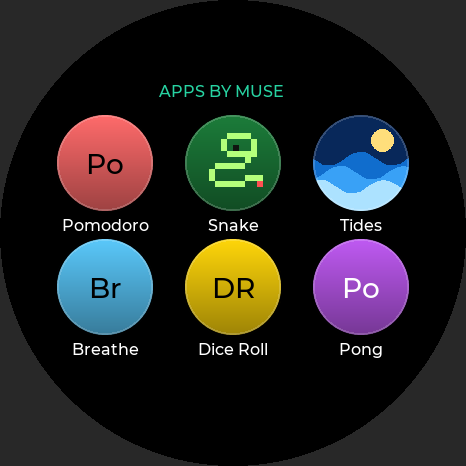 APPS BY MUSE
Po
Pomodoro Snake Tides
Br DR Po
Breathe Dice Roll Pong